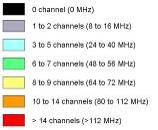 0 channel (0 MHz)
1 to 2 channels (8 to 16 MHz)
3 to 5 channels (24 to 40 MHz)
6 to 7 channels (48 to 56 MHz)
8 to 9 channels (64 to 72 MHz)
10 to 14 channels (80 to 112 MHz)
> 14 channels (>112 MHz)